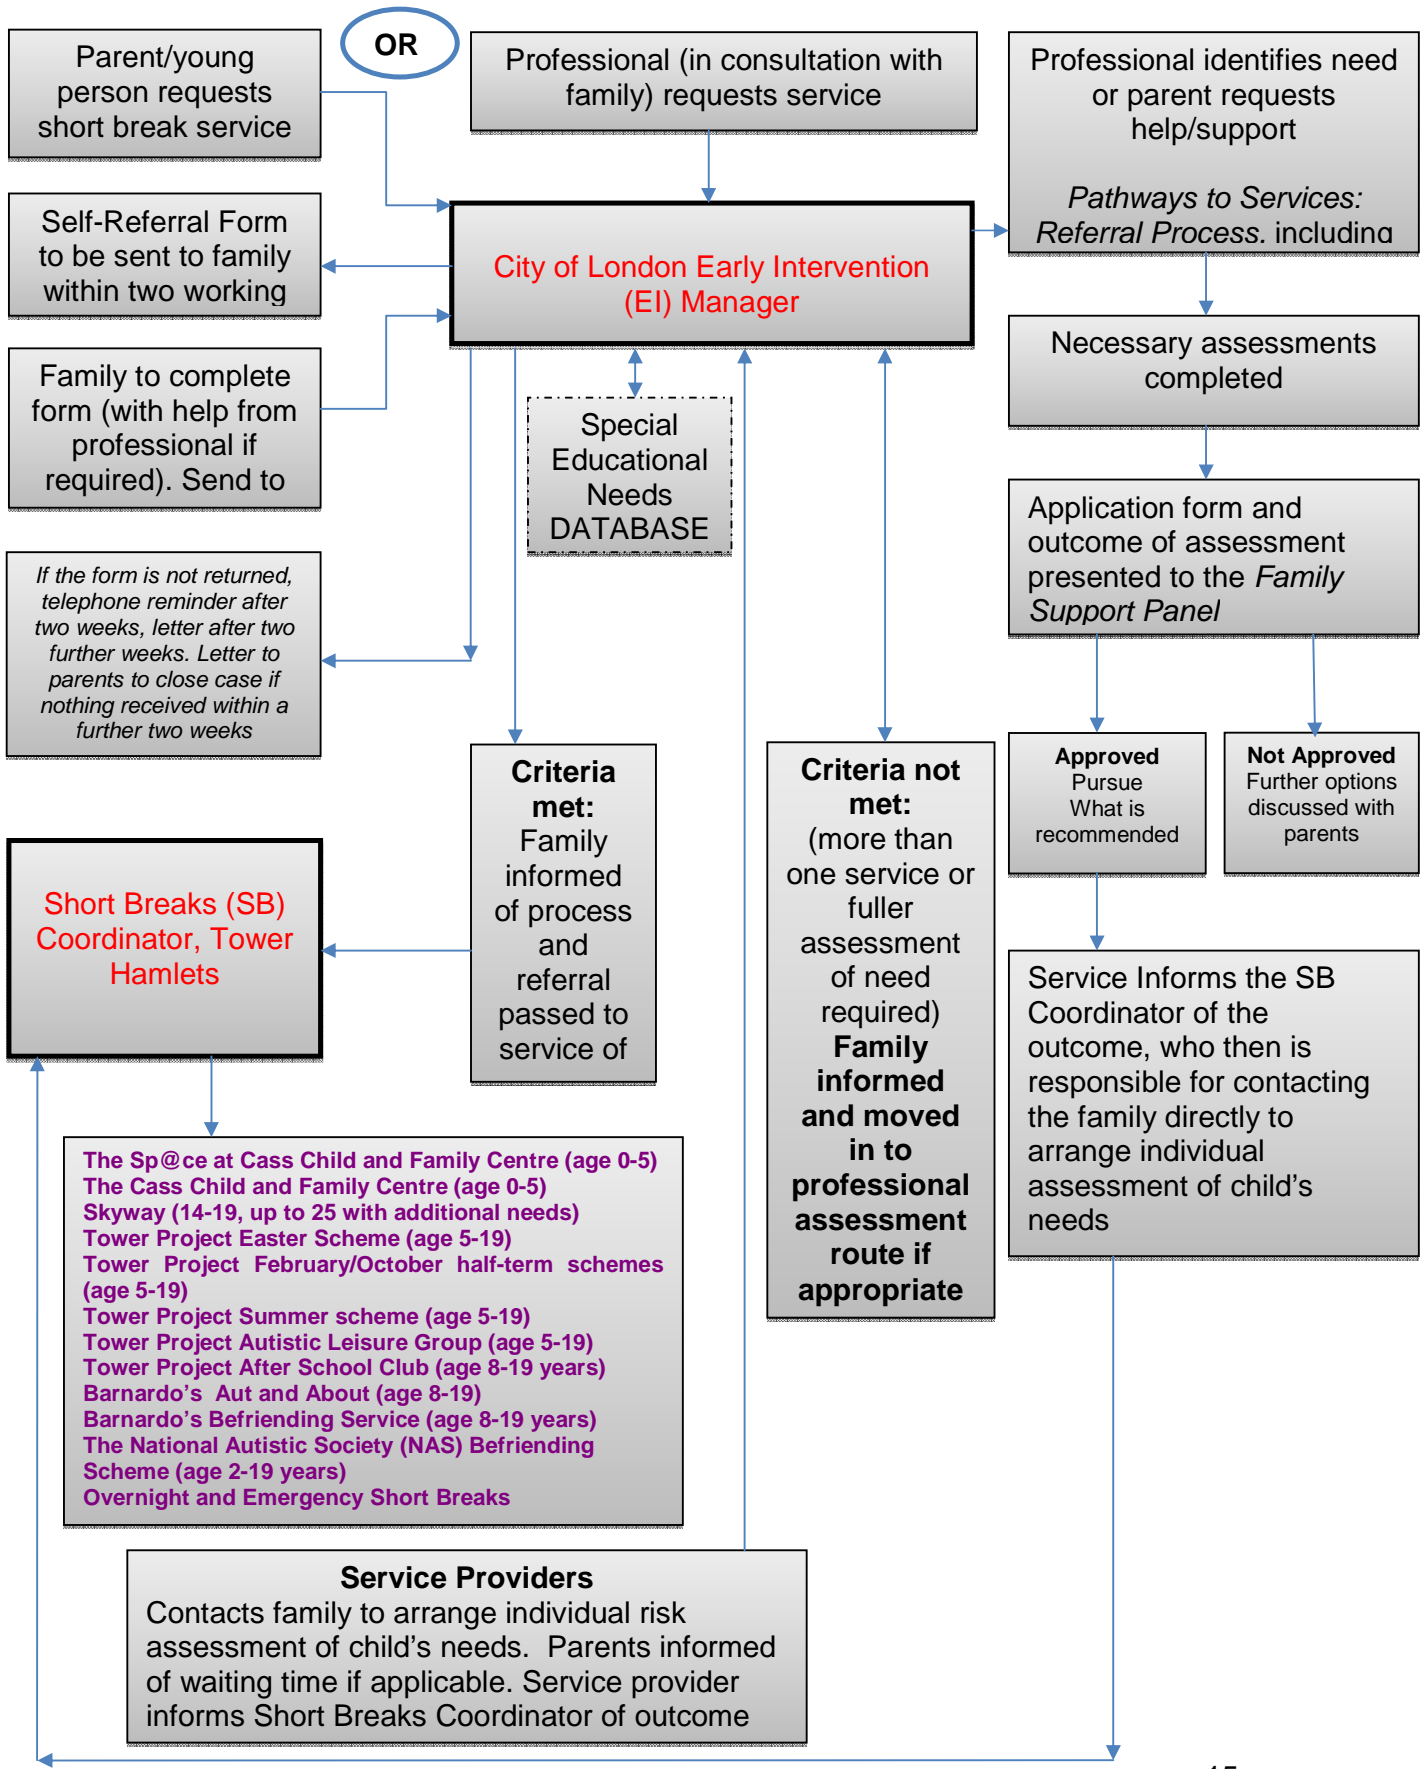 Parent/young
person requests
short break service
OR
Professional (in consultation with
family) requests service
Professional identifies need
or parent requests
help/support
Pathways to Services:
Referral Process, including
Self-Referral Form
to be sent to family
within two working
City of London Early Intervention
(EI) Manager
Family to complete
form (with help from
professional if
required). Send to
Special
Educational
Needs
DATABASE
Necessary assessments
completed
Application form and
outcome of assessment
presented to the Family
Support Panel
If the form is not returned,
telephone reminder after
two weeks, letter after two
further weeks. Letter to
parents to close case if
nothing received within a
further two weeks
Criteria
met:
Family
informed
of process
and
referral
passed to
service of
Criteria not
met:
(more than
one service or
fuller
assessment
of need
required)
Family
informed
and moved
in to
professional
assessment
route if
appropriate
Approved
Pursue
What is
recommended
Not Approved
Further options
discussed with
parents
Short Breaks (SB)
Coordinator, Tower
Hamlets
Service Informs the SB
Coordinator of the
outcome, who then is
responsible for contacting
the family directly to
arrange individual
assessment of child's
needs
The Sp@ce at Cass Child and Family Centre (age 0-5)
The Cass Child and Family Centre (age 0-5)
Skyway (14-19, up to 25 with additional needs)
Tower Project Easter Scheme (age 5-19)
Tower Project February/October half-term schemes
(age 5-19)
Tower Project Summer scheme (age 5-19)
Tower Project Autistic Leisure Group (age 5-19)
Tower Project After School Club (age 8-19 years)
Barnardo's Aut and About (age 8-19)
Barnardo's Befriending Service (age 8-19 years)
The National Autistic Society (NAS) Befriending
Scheme (age 2-19 years)
Overnight and Emergency Short Breaks
Service Providers
Contacts family to arrange individual risk
assessment of child's needs. Parents informed
of waiting time if applicable. Service provider
informs Short Breaks Coordinator of outcome